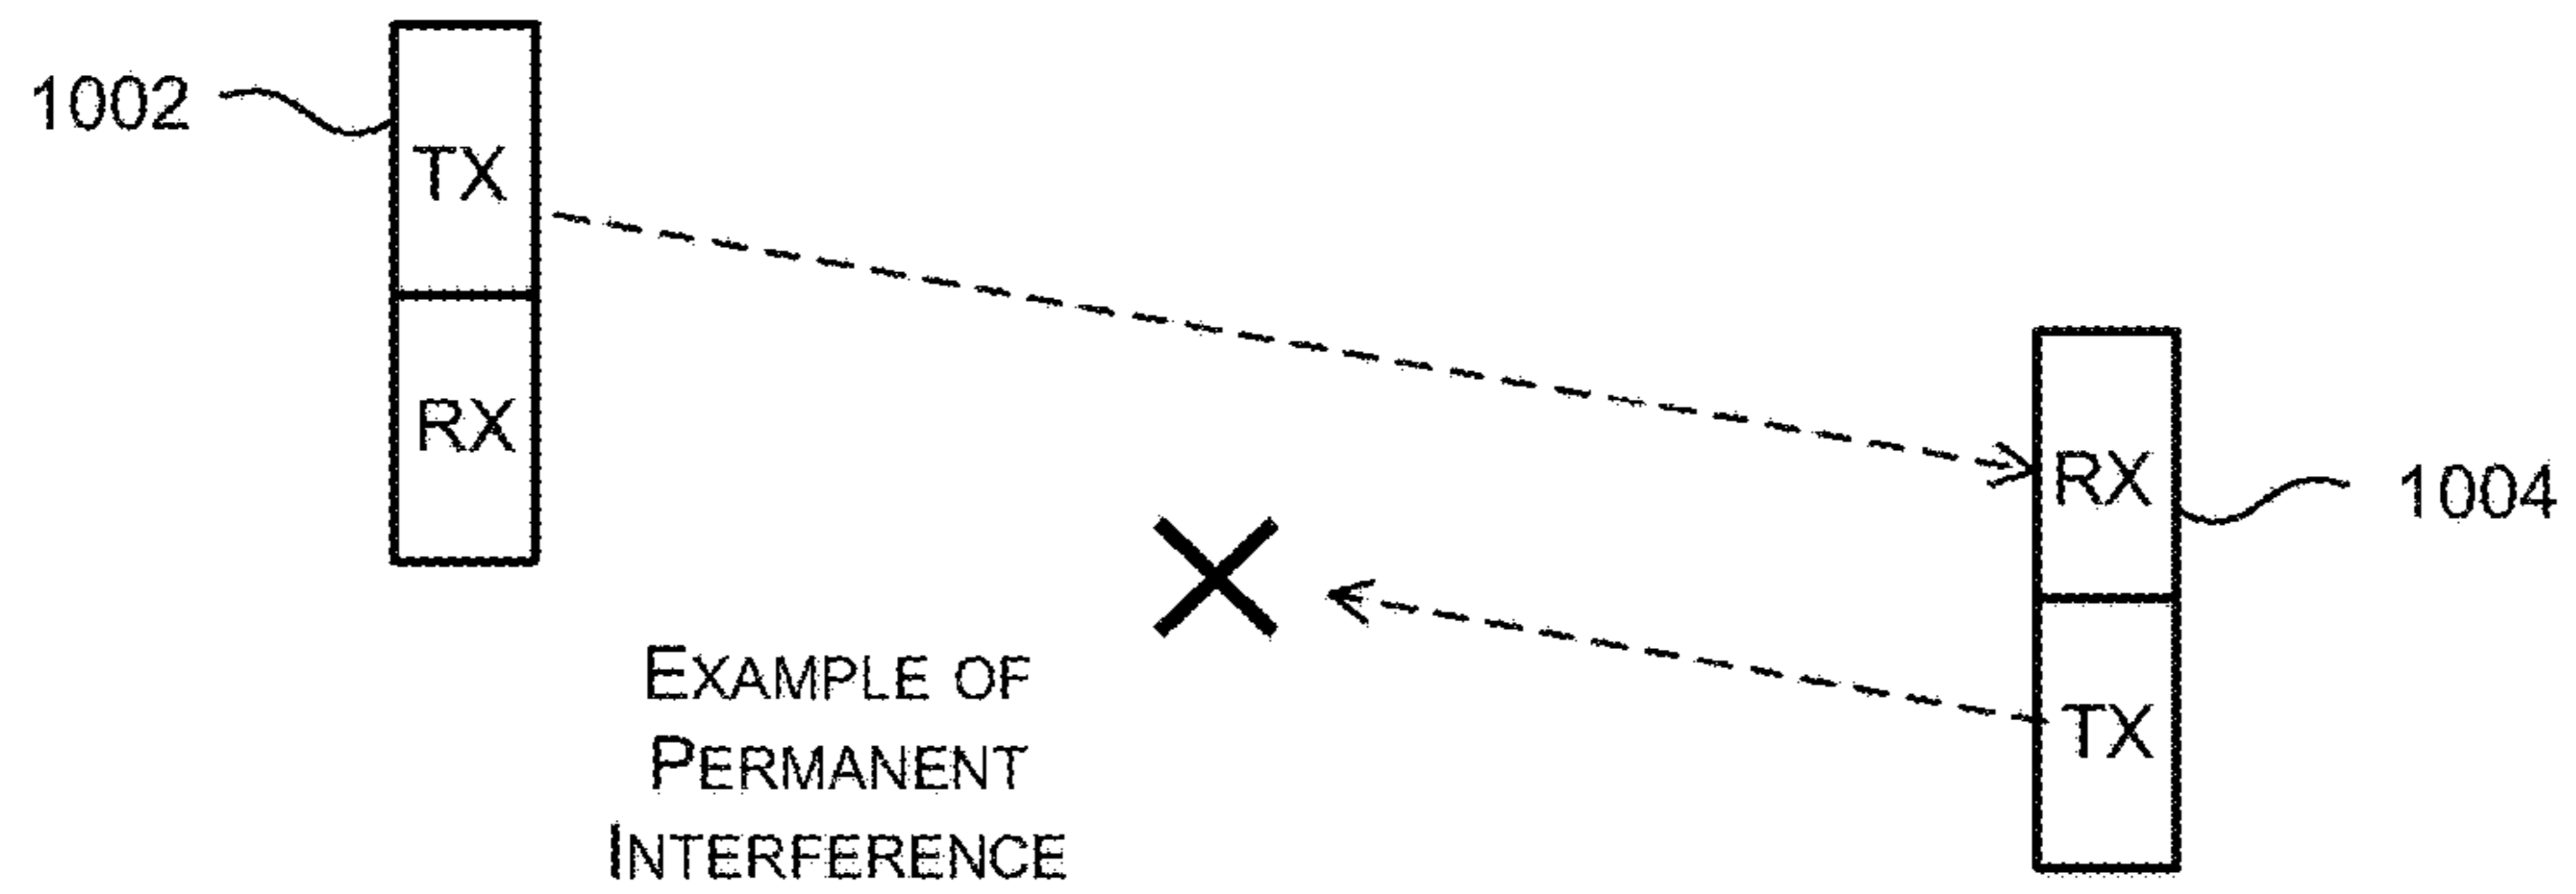 1002
TX
RX
RX
1004
TX
EXAMPLE OF
PERMANENT
INTERFERENCE